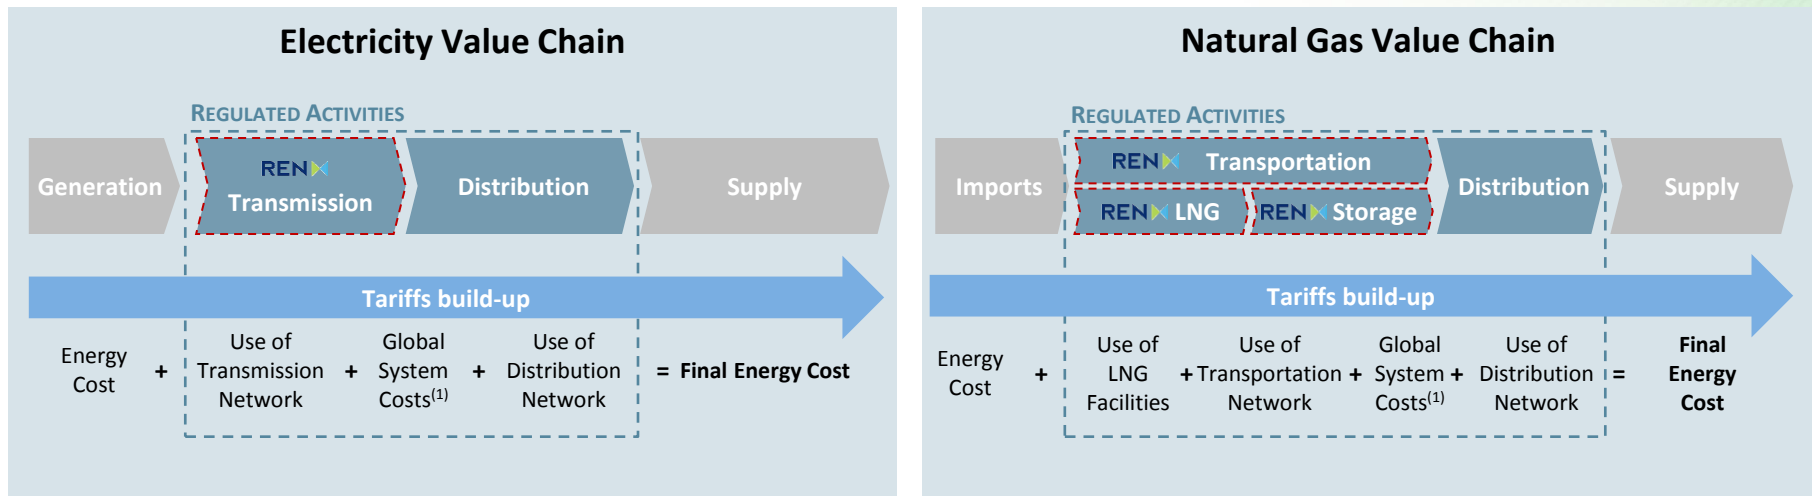 Electricity Value Chain
REGULATED ACTIVITIES
Generation
REN
Transmission
Distribution
Supply
Tariffs build-up
Energy
Cost
+
Use of
Transmission
Network
+
Global
System
Costs(1)
+
Use of
Distribution
Network
= Final Energy Cost
Natural Gas Value Chain
REGULATED ACTIVITIES
Imports
REN Transportation
REN LNG
REN Storage
Distribution
Supply
Tariffs build-up
Energy
Cost
+
Use of
LNG
Facilities
+
Use of
Transportation
Network
+
Global
System
Costs(1)
+
Use of
Distribution
Network
=
Final
Energy
Cost